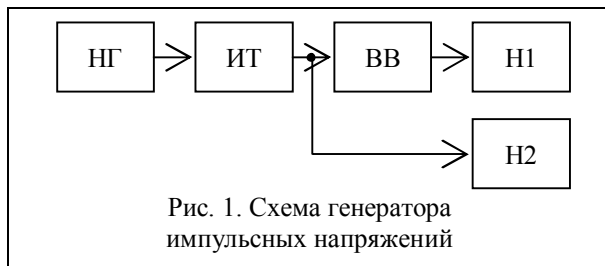 НГ ИТ ВВ Н1
Н2
Рис. 1. Схема генератора
импульсных напряжений